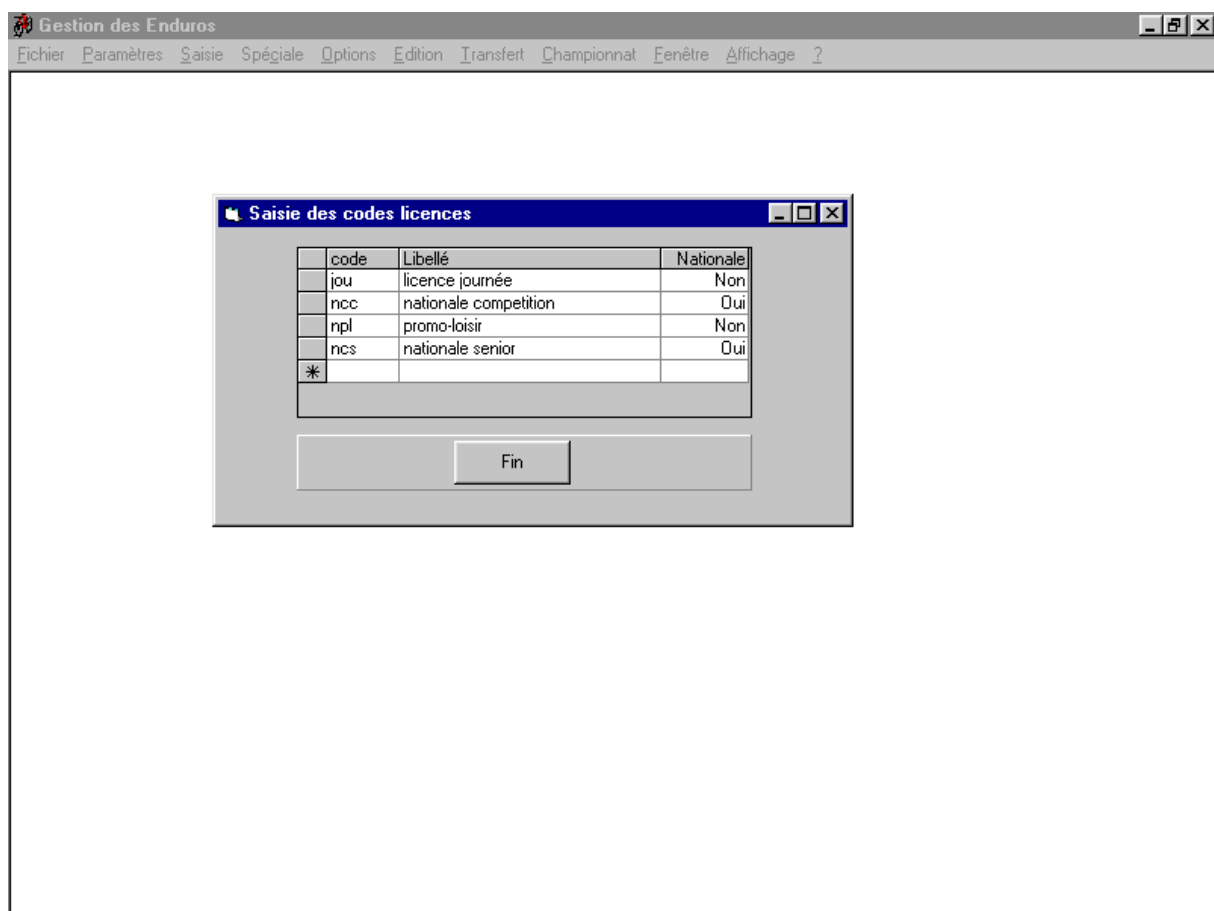 Gestion des Enduros
Fichier Paramètres Saisie Spéciale Options Edition Transfert Championnat Fenêtre Affichage ?
Saisie des codes licences
code Libellé Nationale
jou licence journée Non
ncc nationale competition Oui
npl promo-loisir Non
ncs nationale senior Oui
Fin